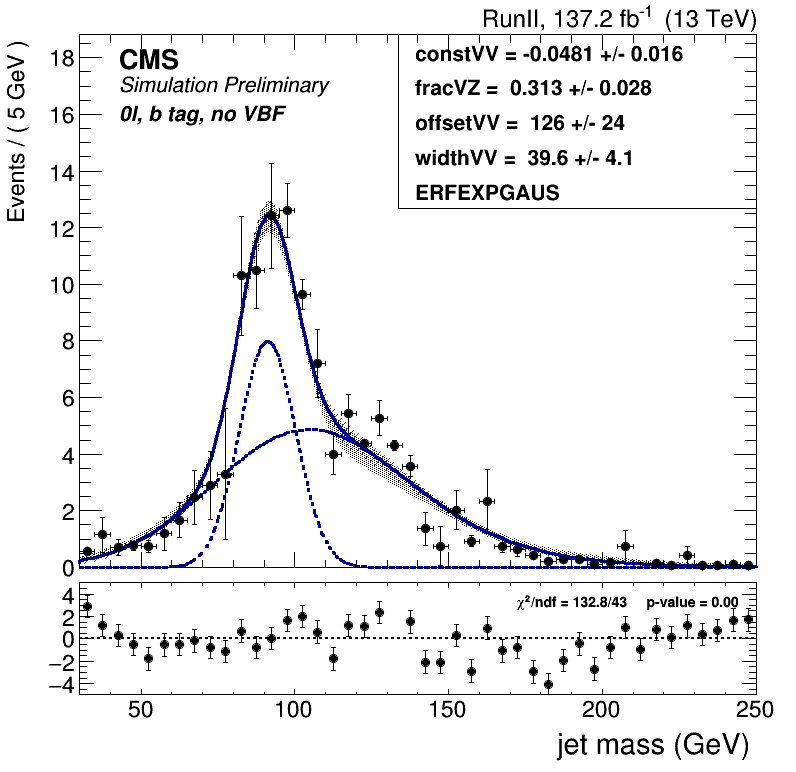 RunII, 137.2 fb-1 (13 TeV)
CMS
Simulation Preliminary
0l, b tag, no VBF
constVV = -0.0481 +/- 0.016
fracVZ = 0.313 +/- 0.028
offsetVV = 126 +/- 24
widthVV = 39.6 +/- 4.1
ERFEXPGAUS
Events / ( 5 GeV )
18
16
14
12
10
8
6
4
2
0
χ2/ndf = 132.8/43 p-value = 0.00
4
2
0
−2
−4
50 100 150 200 250
jet mass (GeV)